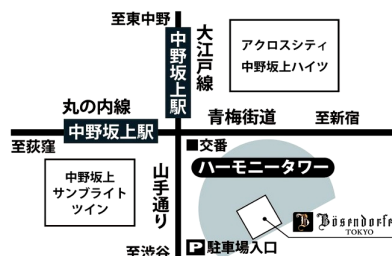 至東中野
中野坂上駅
大江戸線
アクロスシティ
中野坂上ハイツ
丸の内線
中野坂上駅
青梅街道
至新宿
至荻窪
■交番
ハーモニータワー
中野坂上
サンブライト
ツイン
山手通り
B Bösendorfe
TOKYO
至渋谷
P 駐車場入口